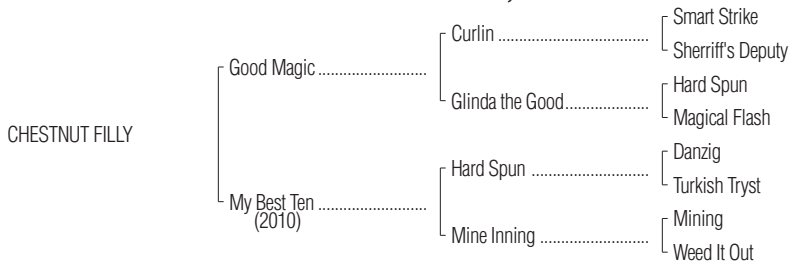 Smart Strike
Curlin
Sherriff's Deputy
Good Magic
Hard Spun
Glinda the Good
Magical Flash
CHESTNUT FILLY
Danzig
Hard Spun
Turkish Tryst
My Best Ten
(2010)
Mining
Mine Inning
Weed It Out